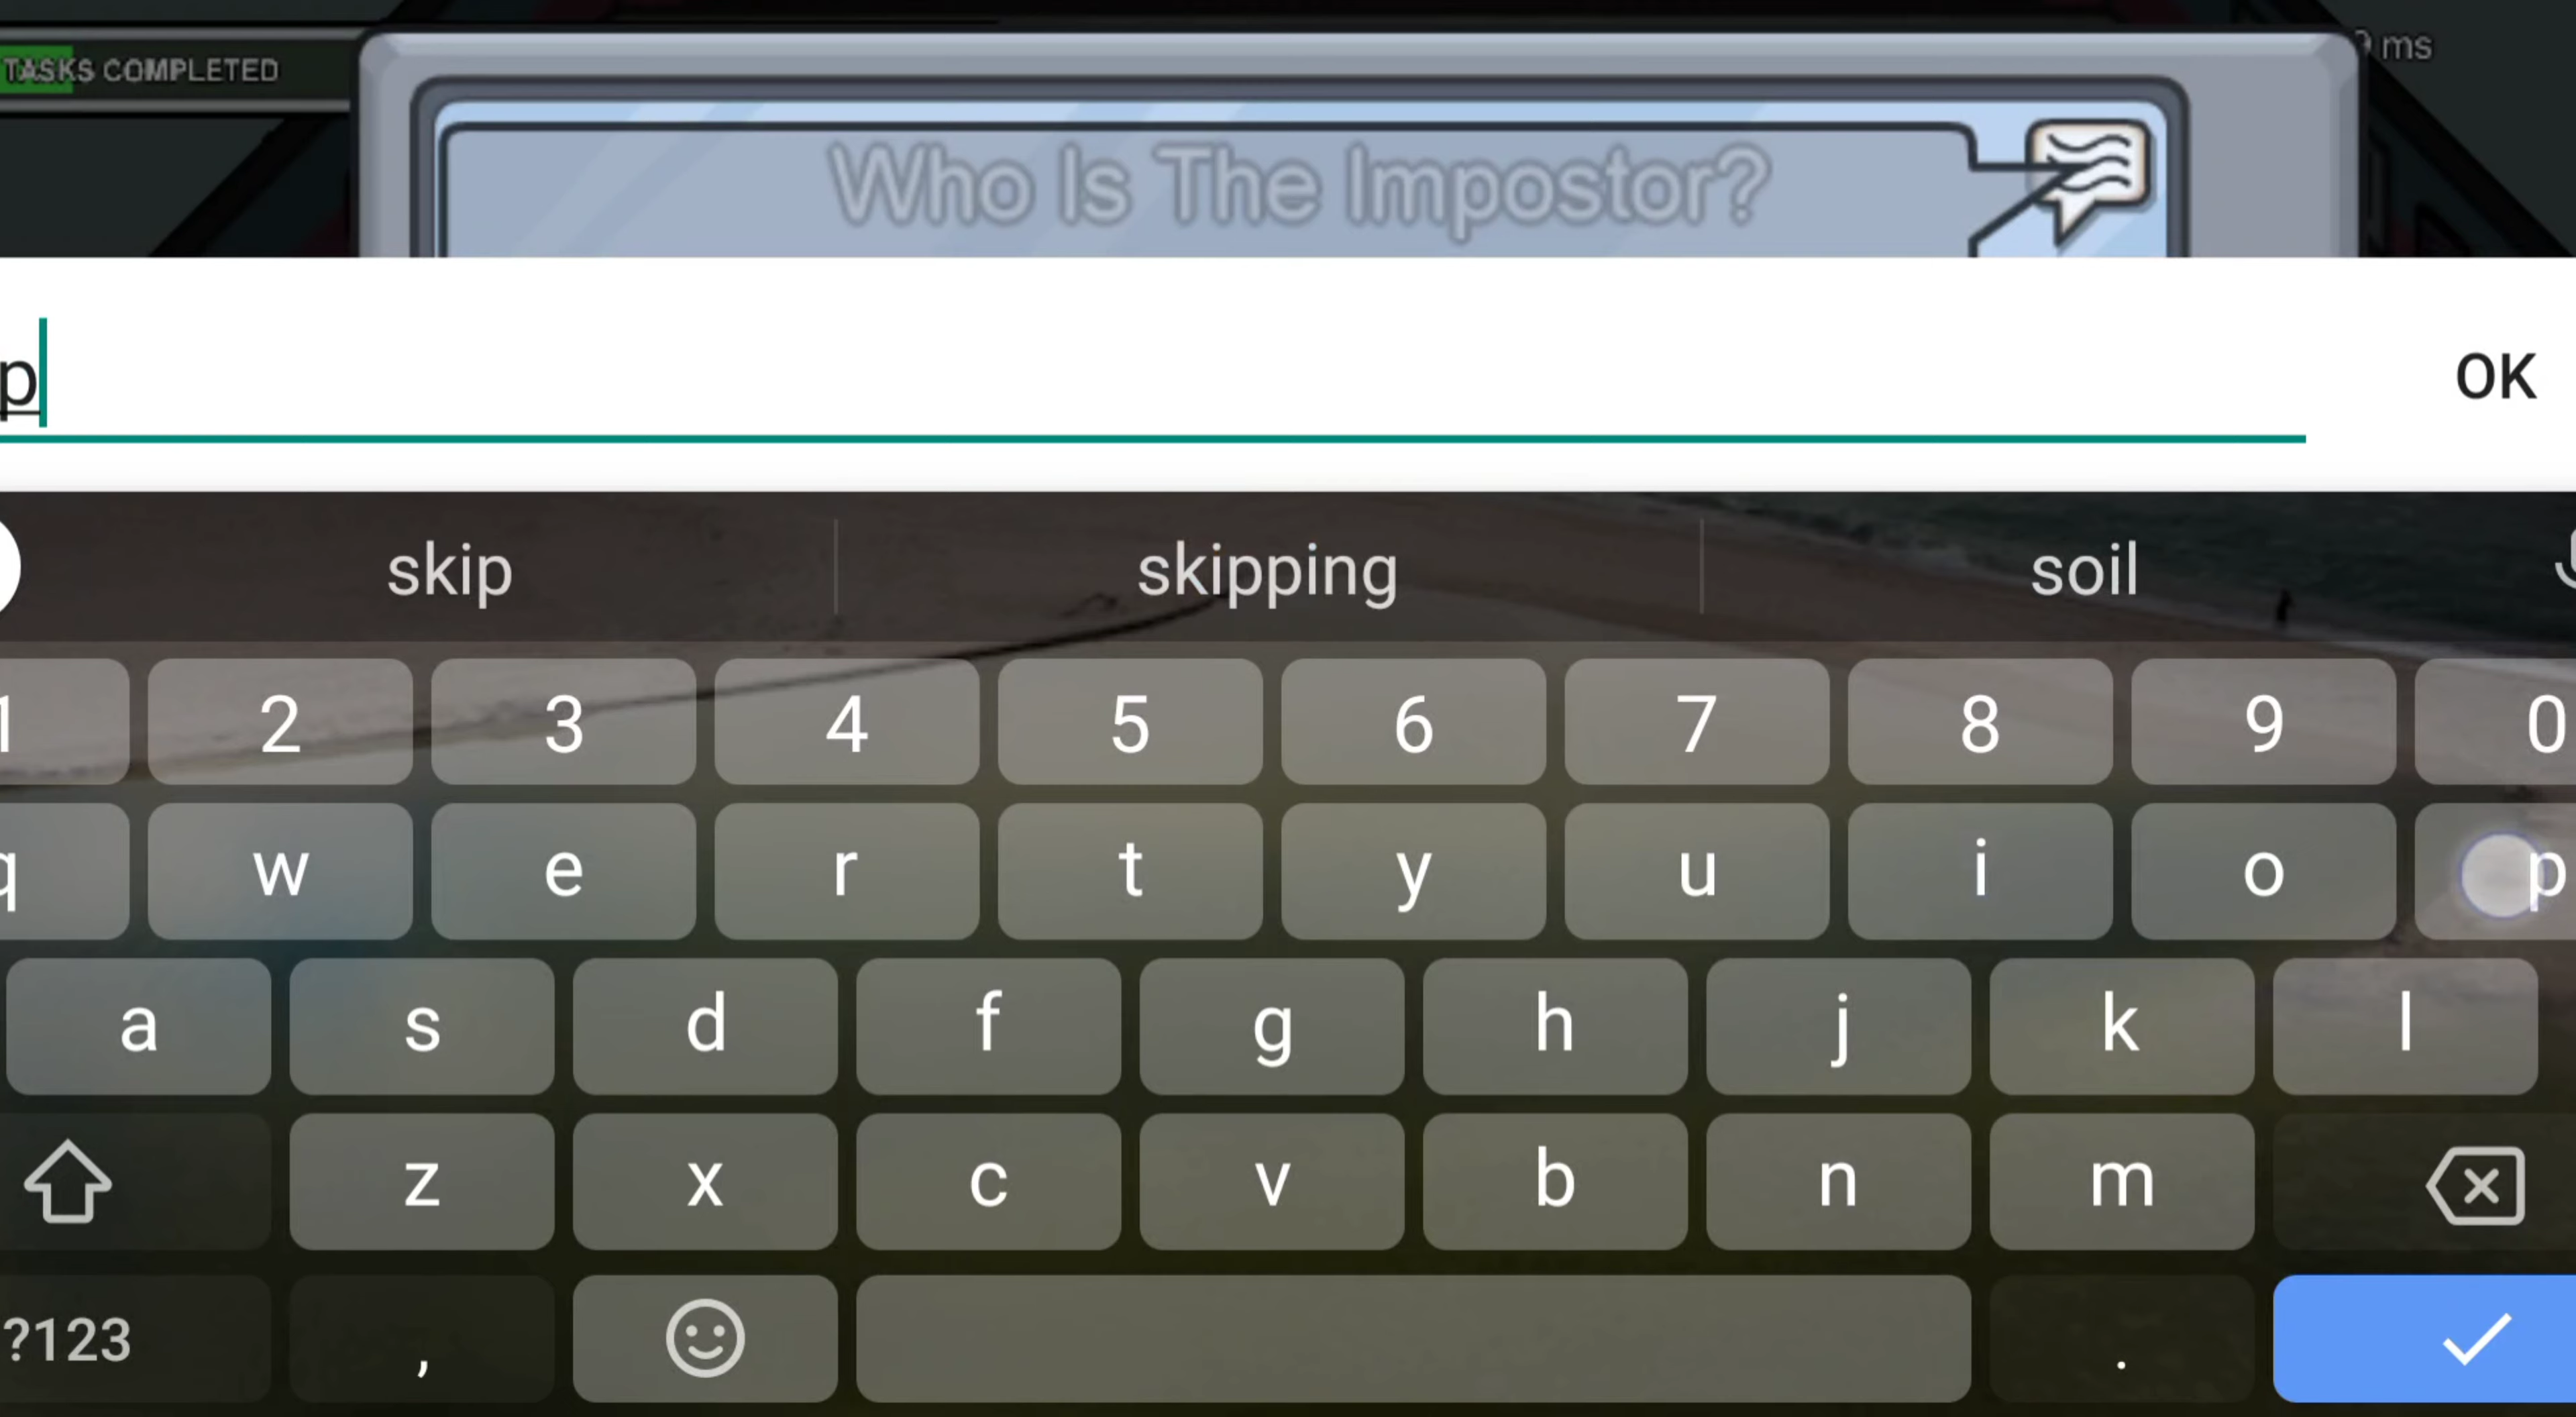 TASKS COMPLETED
9 ms
Who Is The Impostor?
p
OK
skip skipping soil
1 2 3 4 5 6 7 8 9 0
q w e r t y u i o p
a s d f g h j k l
z x c v b n m
?123 , .